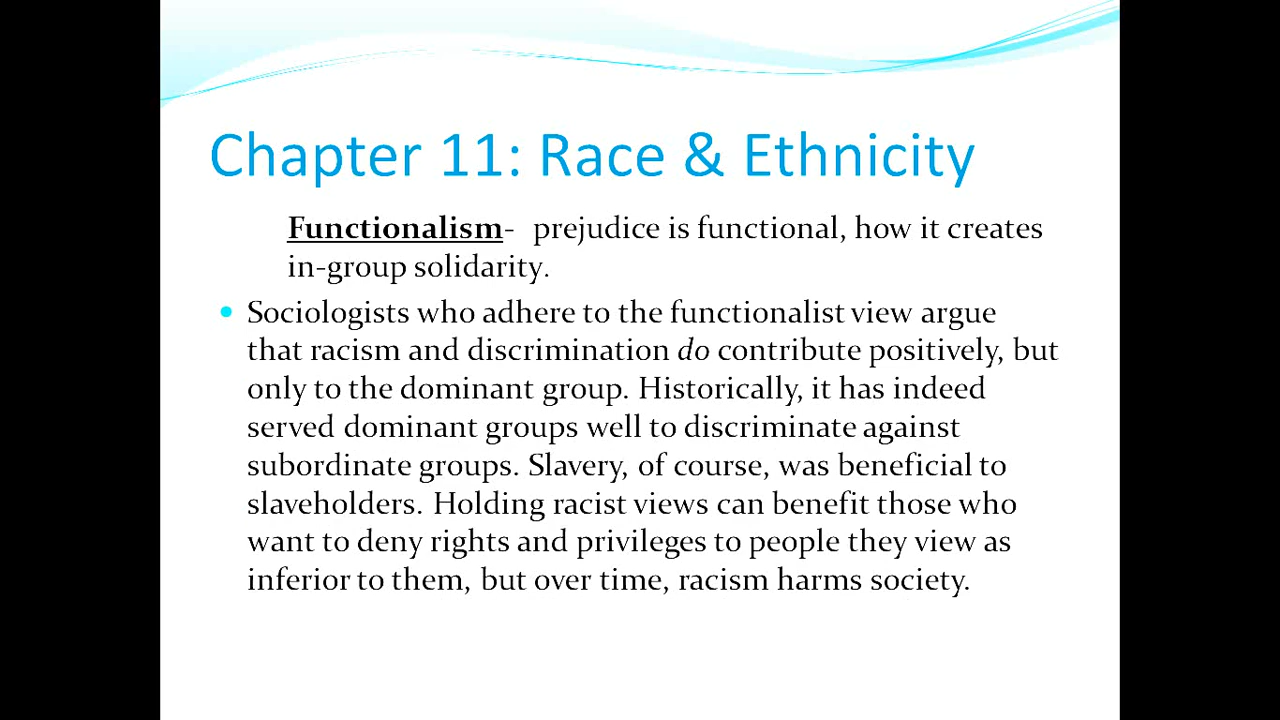 Chapter 11: Race & Ethnicity
Functionalism- prejudice is functional, how it creates
in-group solidarity.
Sociologists who adhere to the functionalist view argue
that racism and discrimination do contribute positively, but
only to the dominant group. Historically, it has indeed
served dominant groups well to discriminate against
subordinate groups. Slavery, of course, was beneficial to
slaveholders. Holding racist views can benefit those who
want to deny rights and privileges to people they view as
inferior to them, but over time, racism harms society.